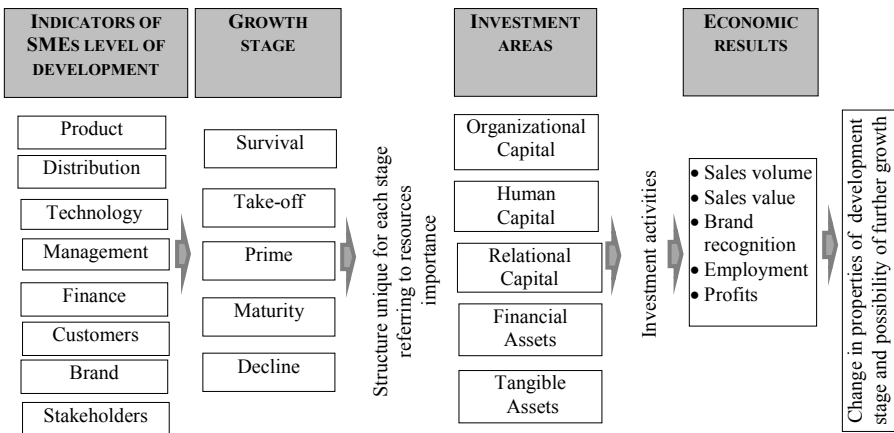 INDICATORS OF
SMES LEVEL OF
DEVELOPMENT
GROWTH
STAGE
INVESTMENT
AREAS
ECONOMIC
RESULTS
Product
Distribution
Technology
Management
Finance
Customers
Brand
Stakeholders
Survival
Take-off
Prime
Maturity
Decline
Structure unique for each stage
referring to resources
importance
Organizational
Capital
Human
Capital
Relational
Capital
Financial
Assets
Tangible
Assets
Investment activities
• Sales volume
• Sales value
• Brand
recognition
• Employment
• Profits
Change in properties of development
stage and possibility of further growth